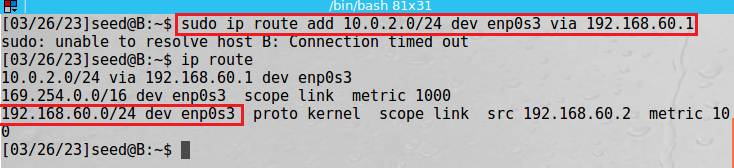 /bin/bash 81x31
[03/26/23]seed@B:~$ sudo ip route add 10.0.2.0/24 dev enp0s3 via 192.168.60.1
sudo: unable to resolve host B: Connection timed out
[03/26/23]seed@B:~$ ip route
10.0.2.0/24 via 192.168.60.1 dev enp0s3
169.254.0.0/16 dev enp0s3  scope link  metric 1000
192.168.60.0/24 dev enp0s3  proto kernel  scope link  src 192.168.60.2  metric 10
0
[03/26/23]seed@B:~$